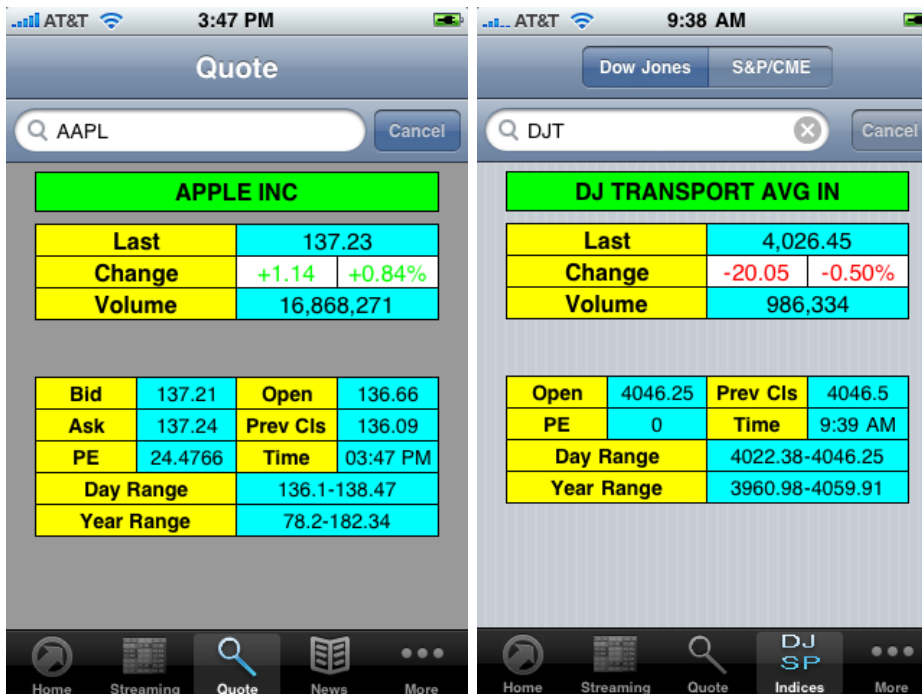 AT&T 3:47 PM
Quote
AAPL Cancel
APPLE INC
Last 137.23
Change +1.14 +0.84%
Volume 16,868,271
Bid 137.21 Open 136.66
Ask 137.24 Prev Cls 136.09
PE 24.4766 Time 03:47 PM
Day Range 136.1-138.47
Year Range 78.2-182.34
Home Streaming Quote News More
AT&T 9:38 AM
Dow Jones S&P/CME
DJT Cancel
DJ TRANSPORT AVG IN
Last 4,026.45
Change -20.05 -0.50%
Volume 986,334
Open 4046.25 Prev Cls 4046.5
PE 0 Time 9:39 AM
Day Range 4022.38-4046.25
Year Range 3960.98-4059.91
DJ
SP
Home Streaming Quote Indices More